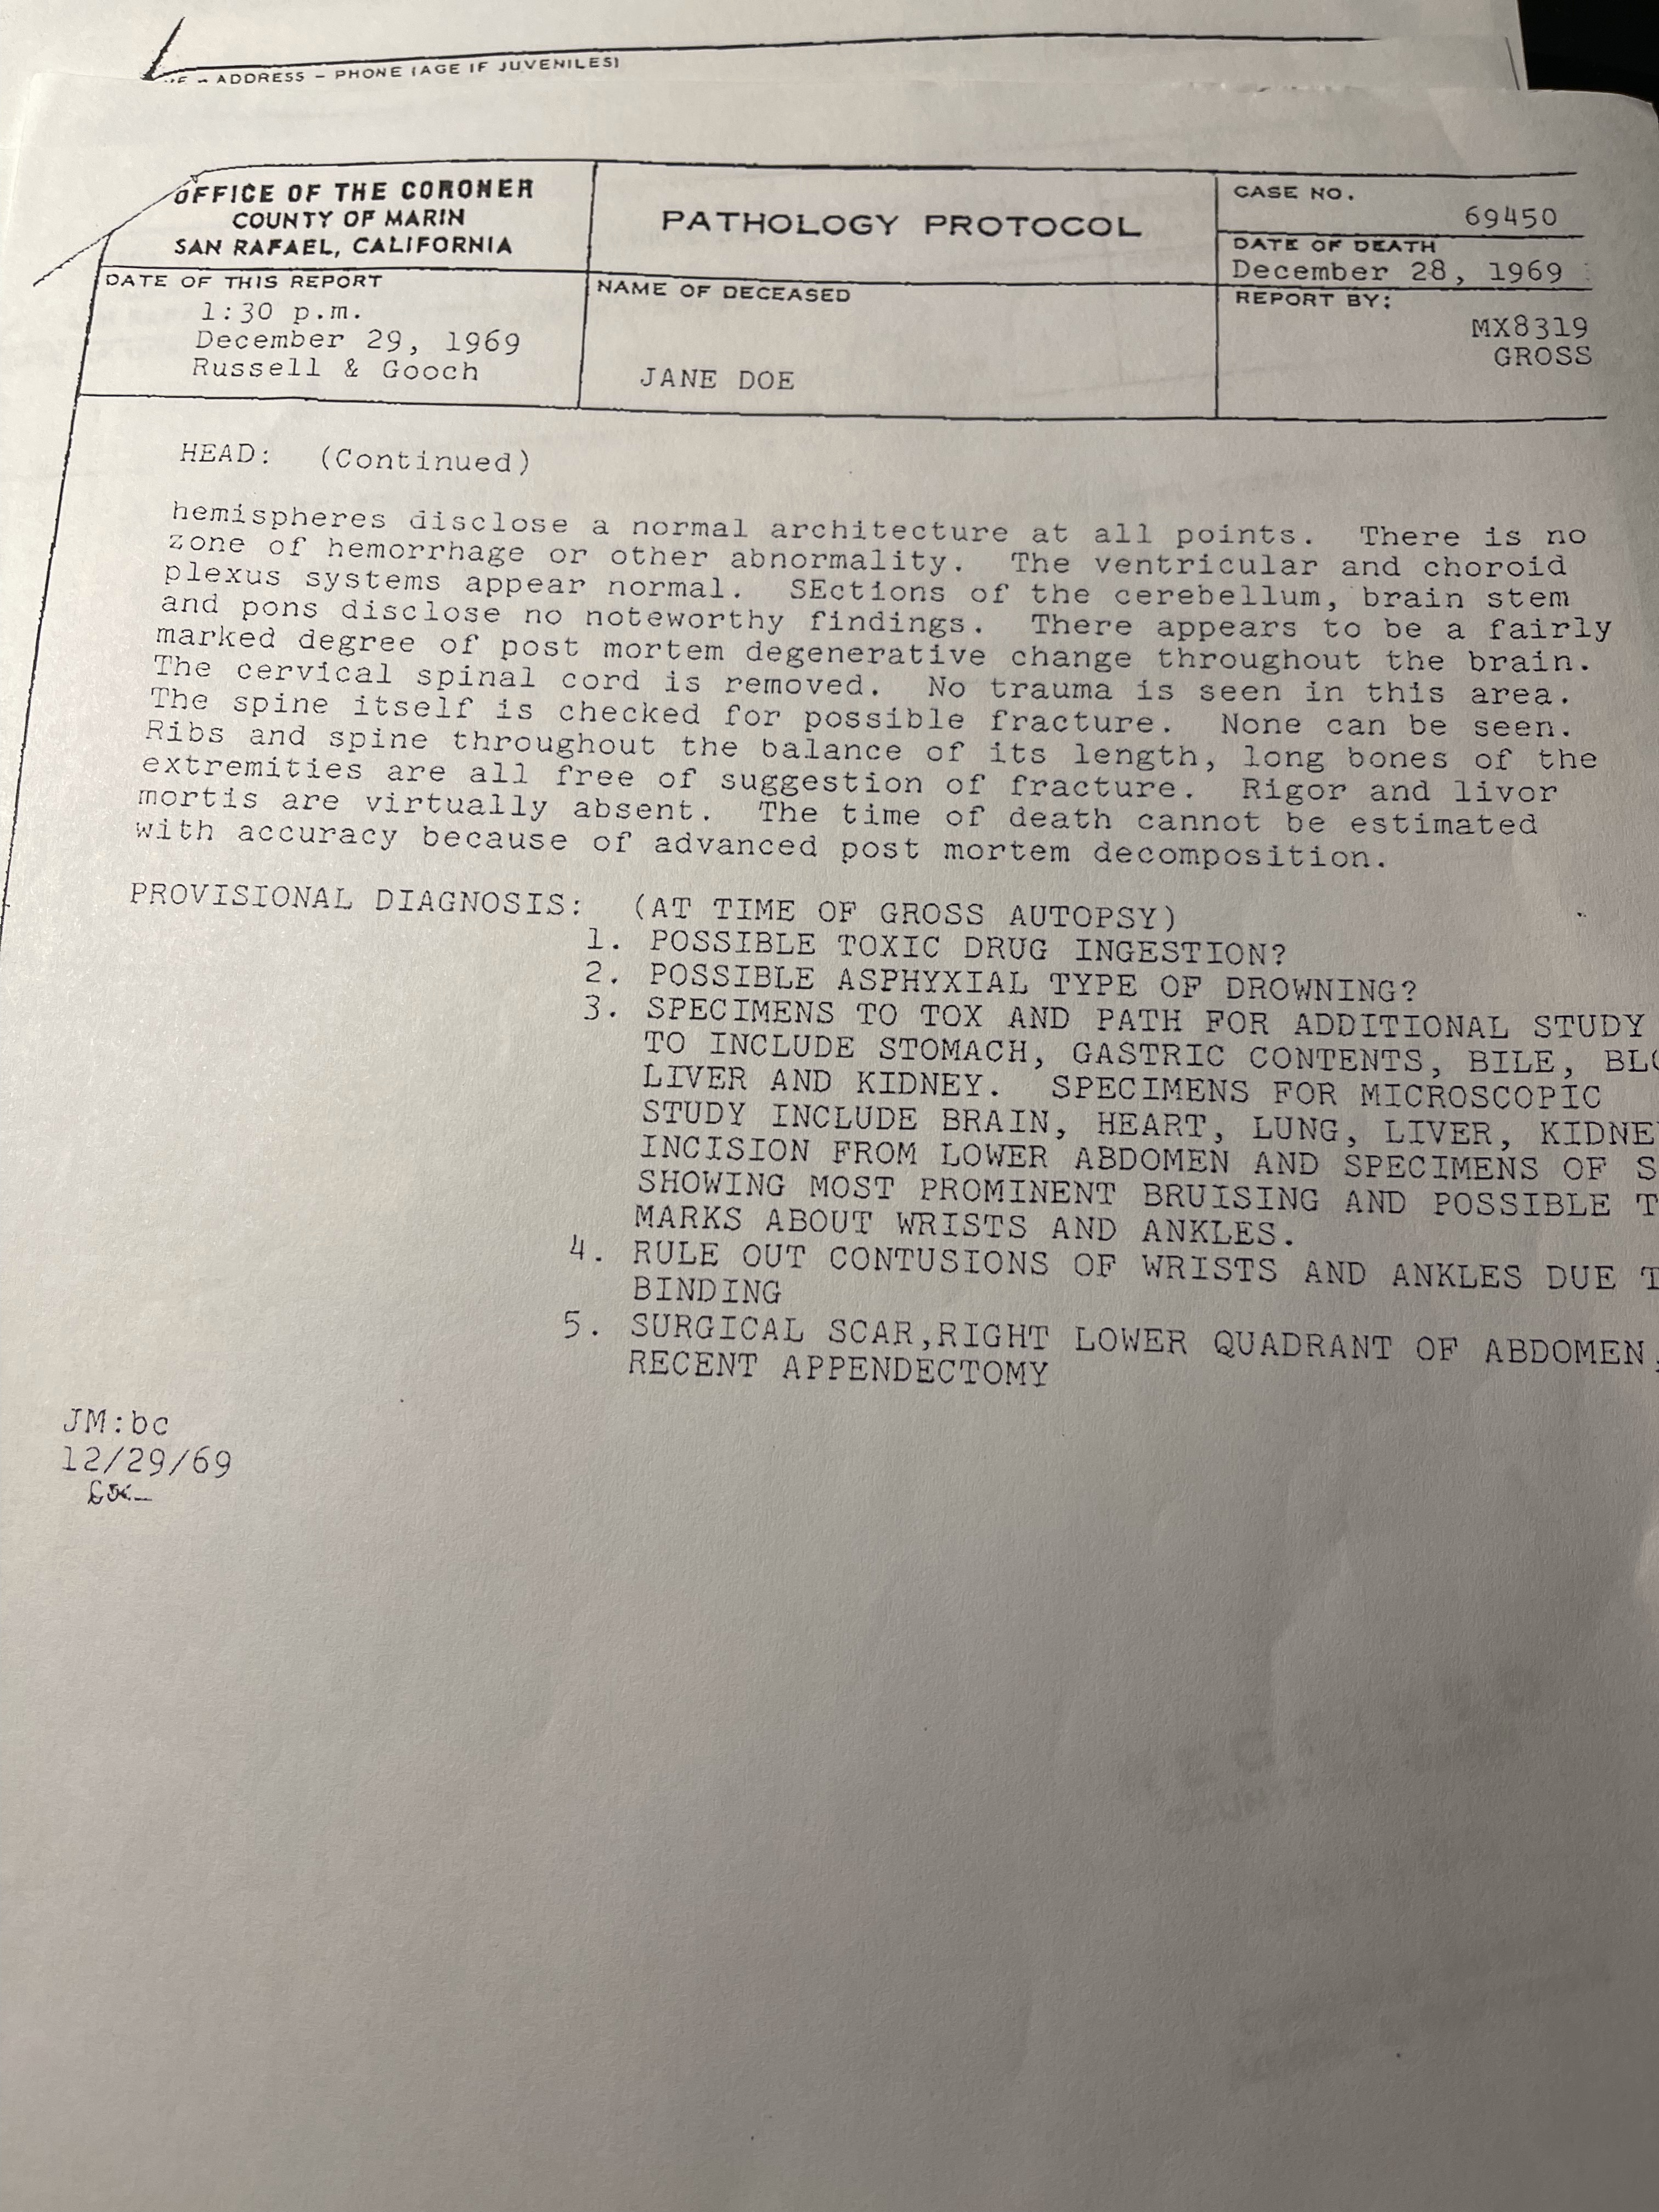 ADDRESS - PHONE (AGE IF JUVENILES)
OFFICE OF THE CORONER
COUNTY OF MARIN
SAN RAFAEL, CALIFORNIA
PATHOLOGY PROTOCOL
CASE NO.
69450
DATE OF DEATH
December 28, 1969
DATE OF THIS REPORT
1:30 p.m.
December 29, 1969
Russell & Gooch
NAME OF DECEASED
JANE DOE
REPORT BY:
MX8319
GROSS
HEAD: (Continued)
hemispheres disclose a normal architecture at all points. There is no
zone of hemorrhage or other abnormality. The ventricular and choroid
plexus systems appear normal. SEctions of the cerebellum, brain stem
and pons disclose no noteworthy findings. There appears to be a fairly
marked degree of post mortem degenerative change throughout the brain.
The cervical spinal cord is removed. No trauma is seen in this area.
The spine itself is checked for possible fracture. None can be seen.
Ribs and spine throughout the balance of its length, long bones of the
extremities are all free of suggestion of fracture. Rigor and livor
mortis are virtually absent. The time of death cannot be estimated
with accuracy because of advanced post mortem decomposition.
PROVISIONAL DIAGNOSIS: (AT TIME OF GROSS AUTOPSY)
1. POSSIBLE TOXIC DRUG INGESTION?
2. POSSIBLE ASPHYXIAL TYPE OF DROWNING?
3. SPECIMENS TO TOX AND PATH FOR ADDITIONAL STUDY
TO INCLUDE STOMACH, GASTRIC CONTENTS, BILE,
LIVER AND KIDNEY. SPECIMENS FOR MICROSCOPIC
STUDY INCLUDE BRAIN, HEART, LUNG, LIVER,
INCISION FROM LOWER ABDOMEN AND SPECIMENS OF
SHOWING MOST PROMINENT BRUISING AND POSSIBLE
MARKS ABOUT WRISTS AND ANKLES.
4. RULE OUT CONTUSIONS OF WRISTS AND ANKLES DUE
BINDING
5. SURGICAL SCAR,RIGHT LOWER QUADRANT OF ABDOMEN,
RECENT APPENDECTOMY
JM:bc
12/29/69